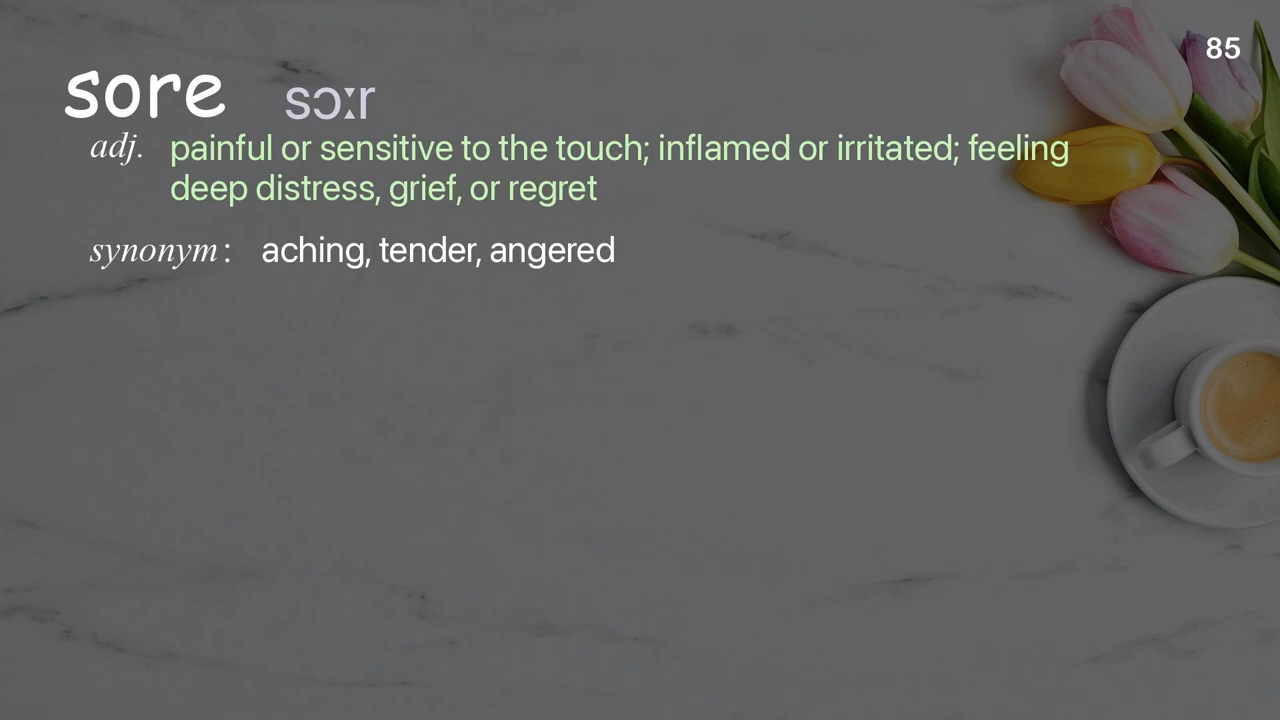 85
sore sɔːr
adj. painful or sensitive to the touch; inflamed or irritated; feeling
deep distress, grief, or regret
synonym : aching, tender, angered